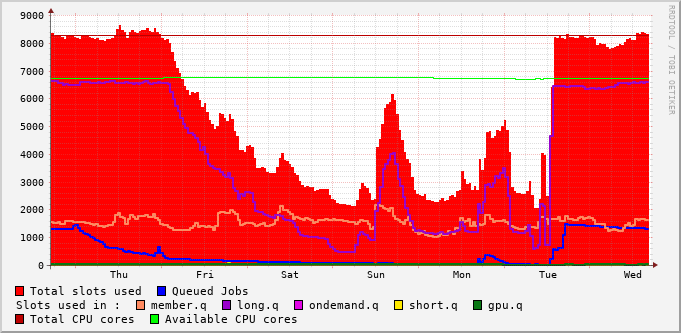 9000
8000
7000
6000
5000
4000
3000
2000
1000
0
Thu Fri Sat Sun Mon Tue Wed
RRDTOOL / TOBI OETIKER
Total slots used Queued Jobs
Slots used in : member.q long.q ondemand.q short.q gpu.q
Total CPU cores Available CPU cores